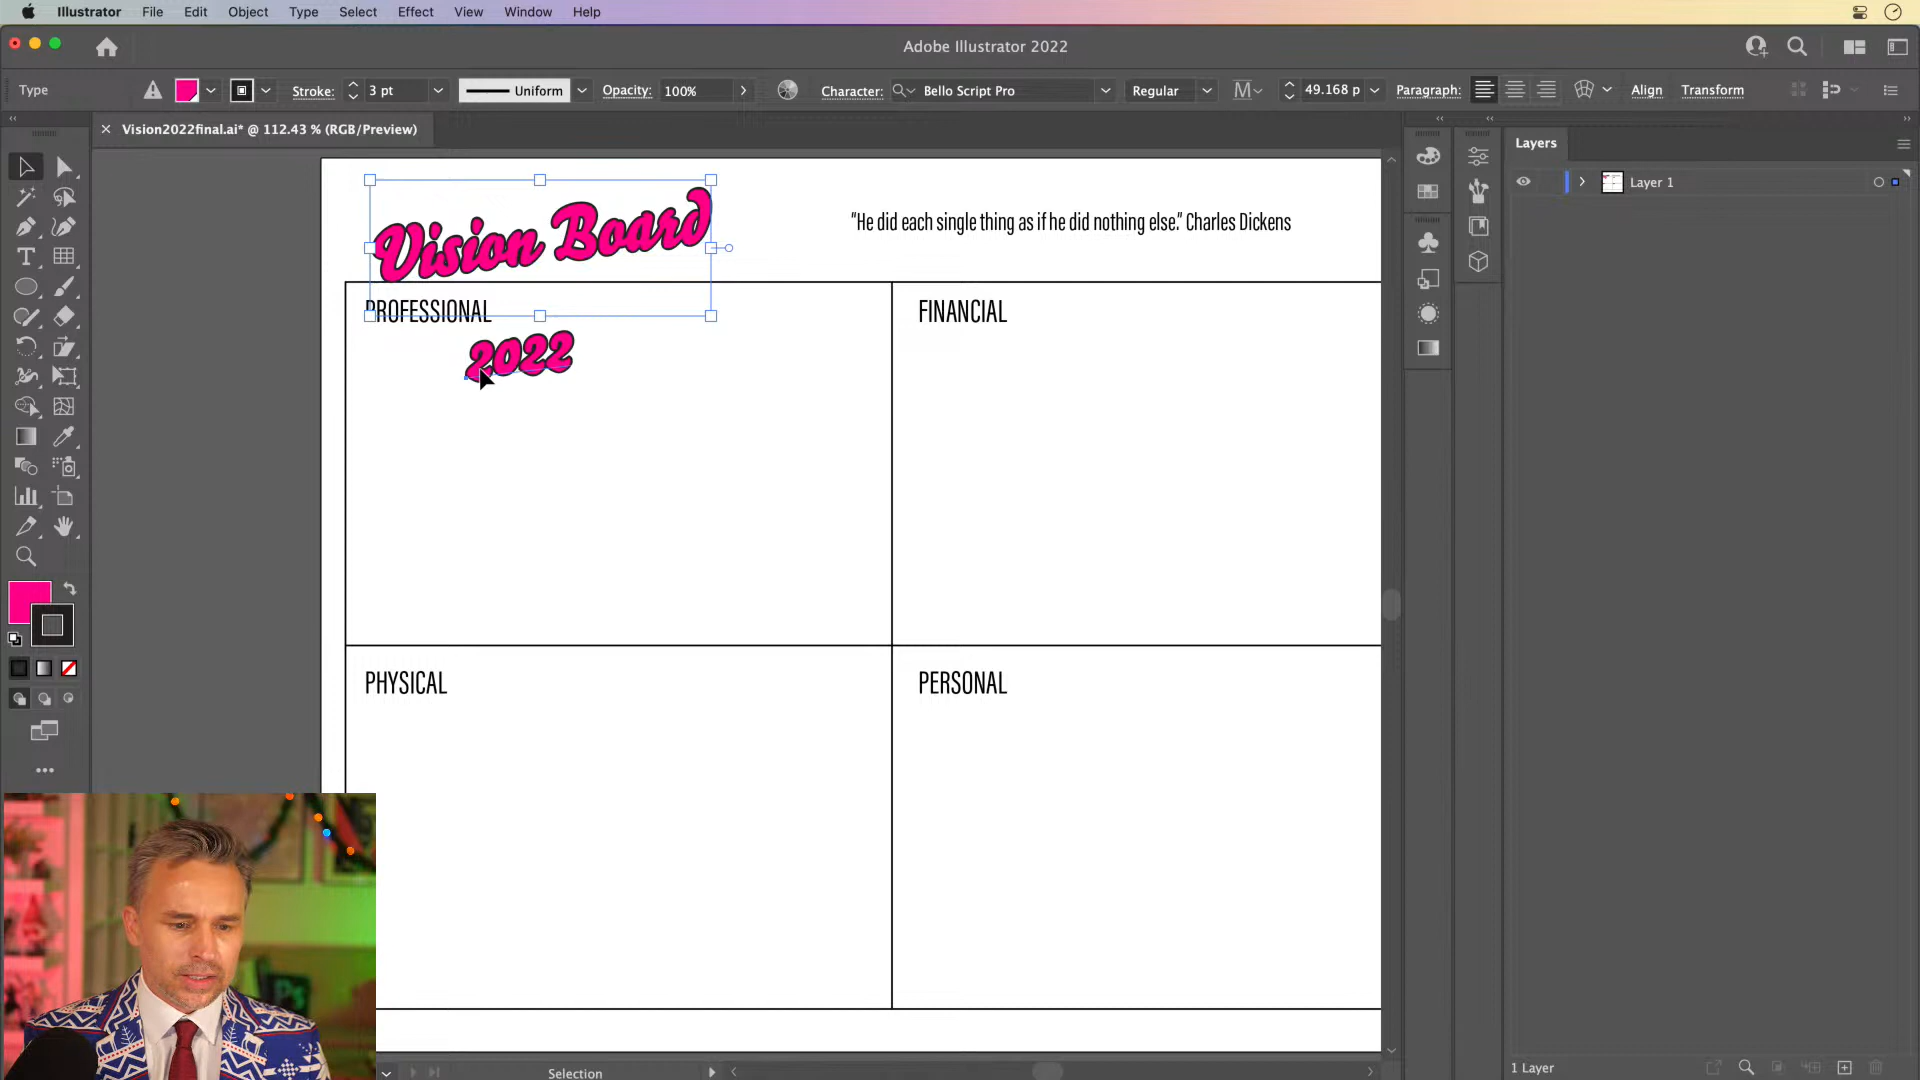 Illustrator File Edit Object Type Select Effect View Window Help
Adobe Illustrator 2022
Type Stroke: 3 pt Uniform Opacity: 100% Character: Bello Script Pro Regular 49.168 p Paragraph: Align Transform
× Vision2022final.ai* @ 112.43 % (RGB/Preview)
Layers
Layer 1
Vision Board
"He did each single thing as if he did nothing else." Charles Dickens
PROFESSIONAL
FINANCIAL
2022
PHYSICAL
PERSONAL
Selection
1 Layer